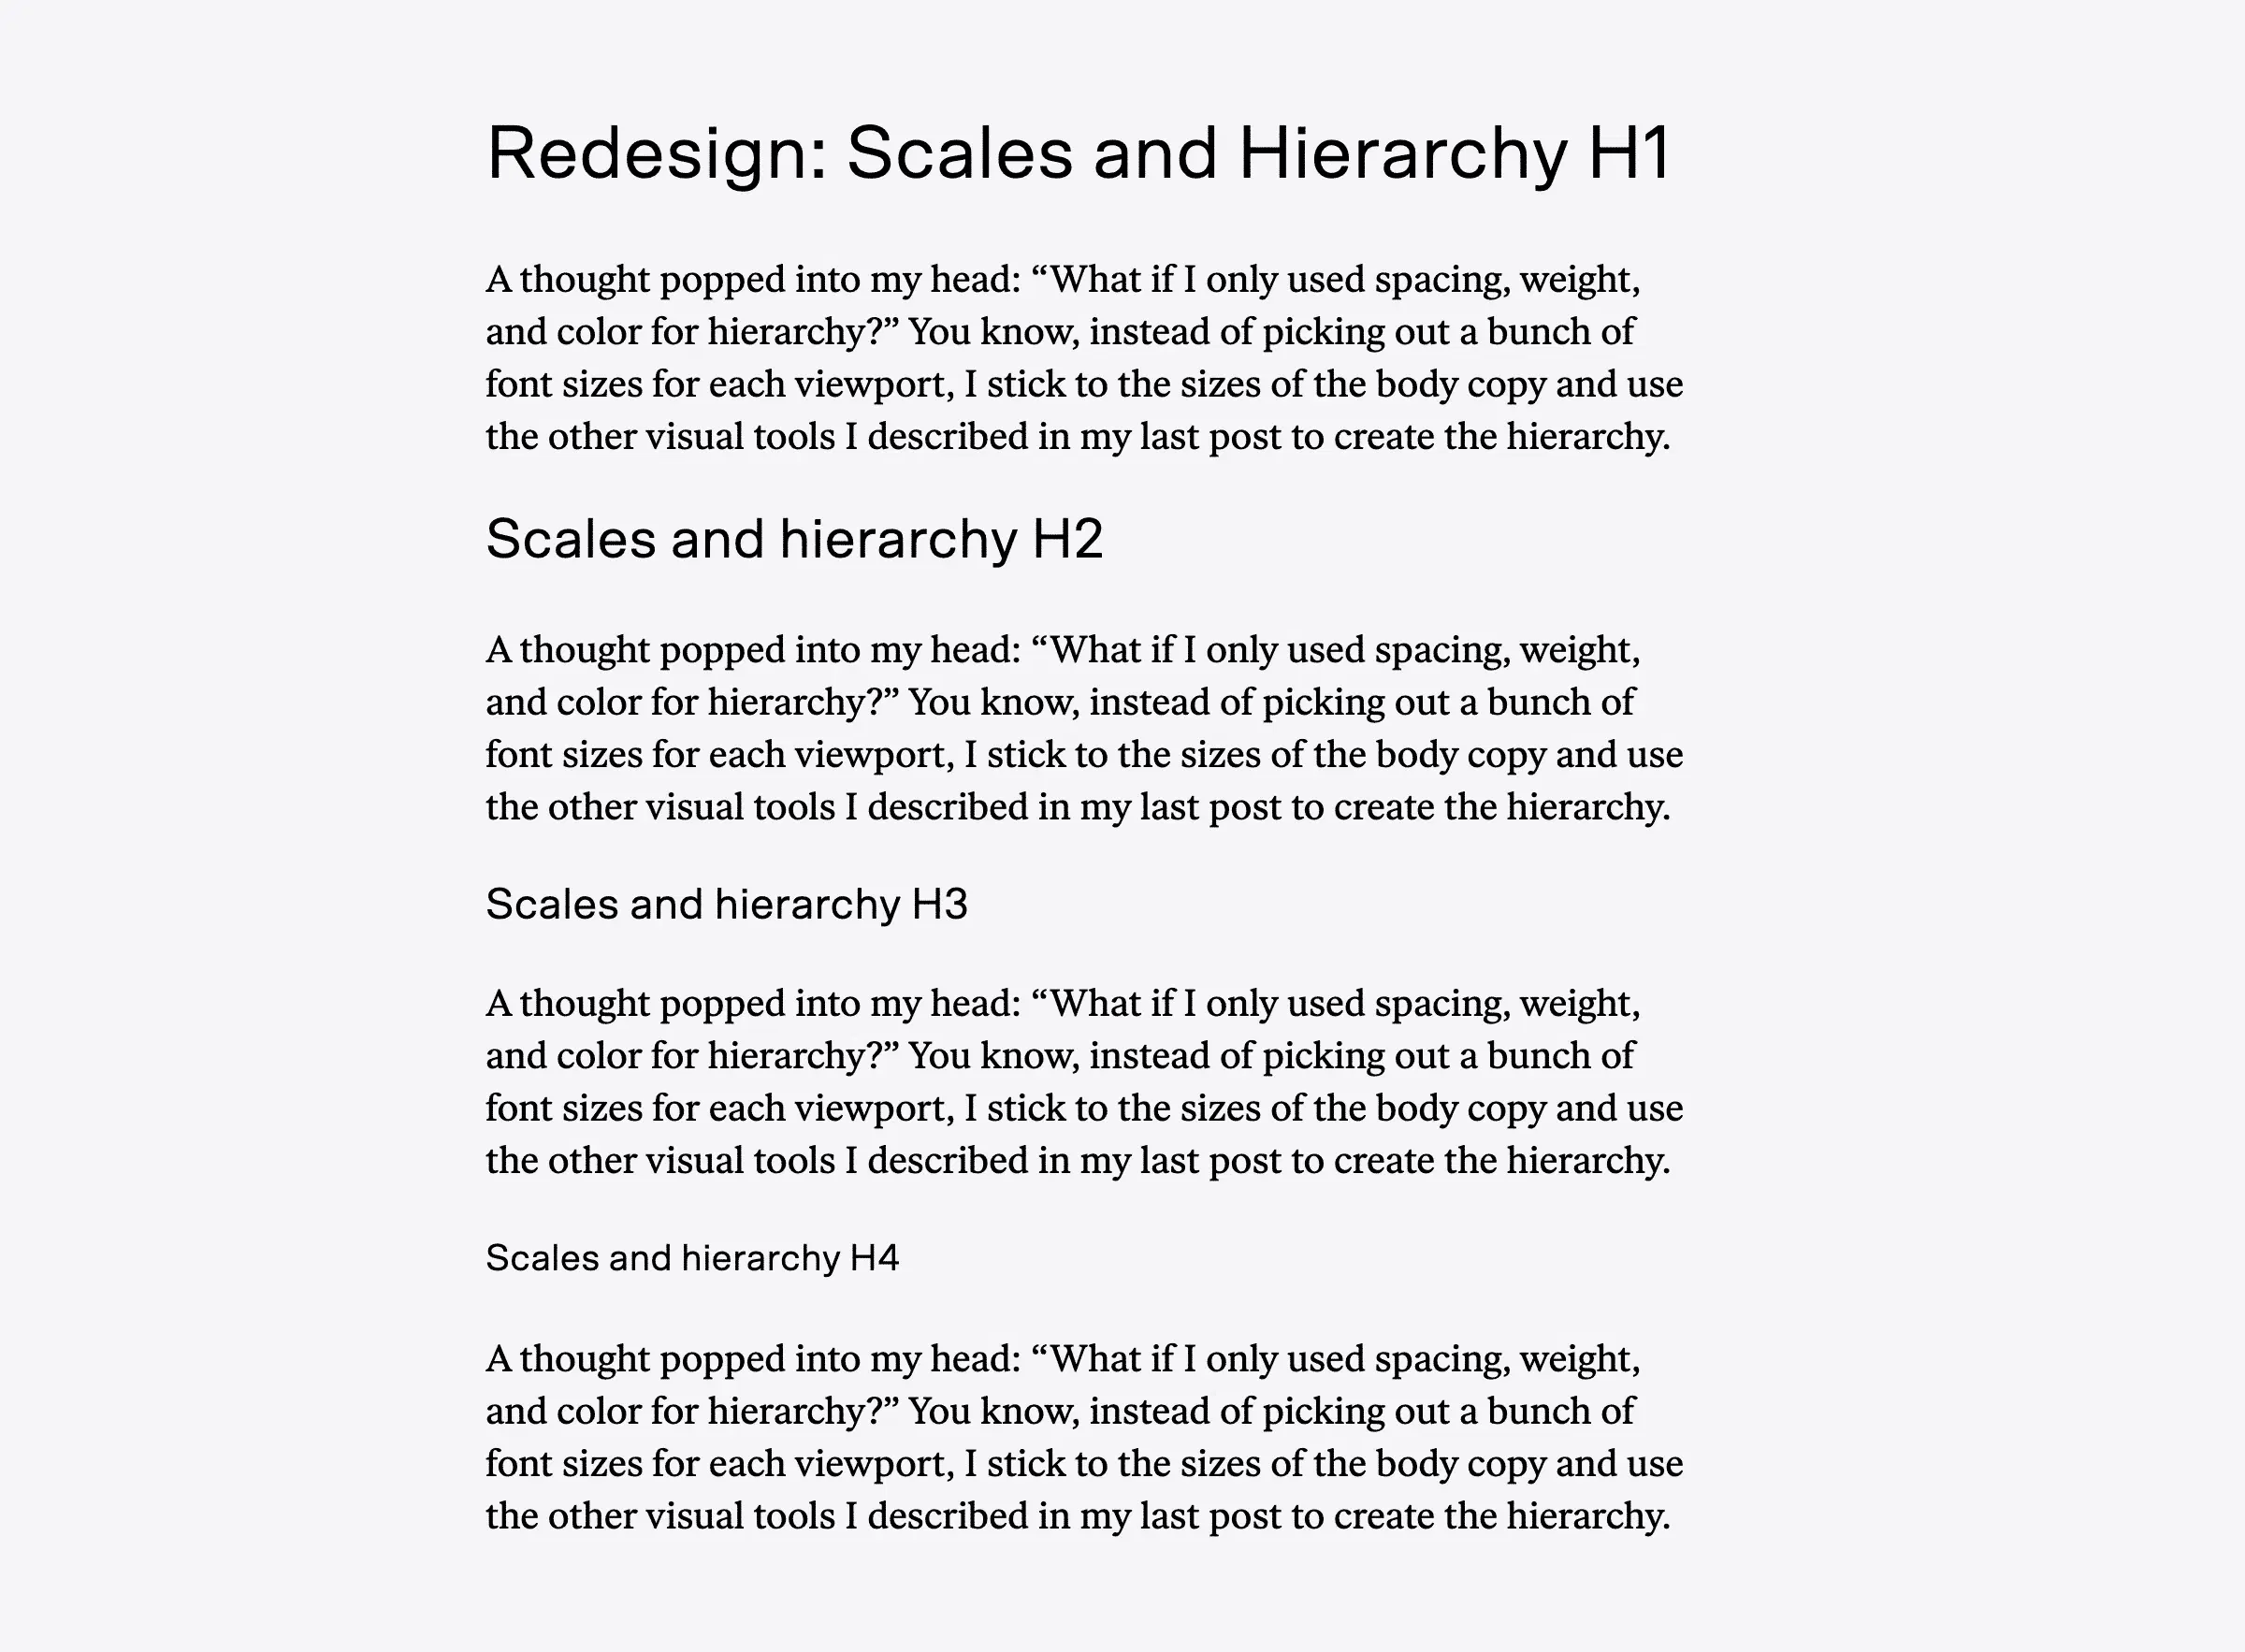 Redesign: Scales and Hierarchy H1
A thought popped into my head: “What if I only used spacing, weight,
and color for hierarchy?” You know, instead of picking out a bunch of
font sizes for each viewport, I stick to the sizes of the body copy and use
the other visual tools I described in my last post to create the hierarchy.
Scales and hierarchy H2
A thought popped into my head: “What if I only used spacing, weight,
and color for hierarchy?” You know, instead of picking out a bunch of
font sizes for each viewport, I stick to the sizes of the body copy and use
the other visual tools I described in my last post to create the hierarchy.
Scales and hierarchy H3
A thought popped into my head: “What if I only used spacing, weight,
and color for hierarchy?” You know, instead of picking out a bunch of
font sizes for each viewport, I stick to the sizes of the body copy and use
the other visual tools I described in my last post to create the hierarchy.
Scales and hierarchy H4
A thought popped into my head: “What if I only used spacing, weight,
and color for hierarchy?” You know, instead of picking out a bunch of
font sizes for each viewport, I stick to the sizes of the body copy and use
the other visual tools I described in my last post to create the hierarchy.